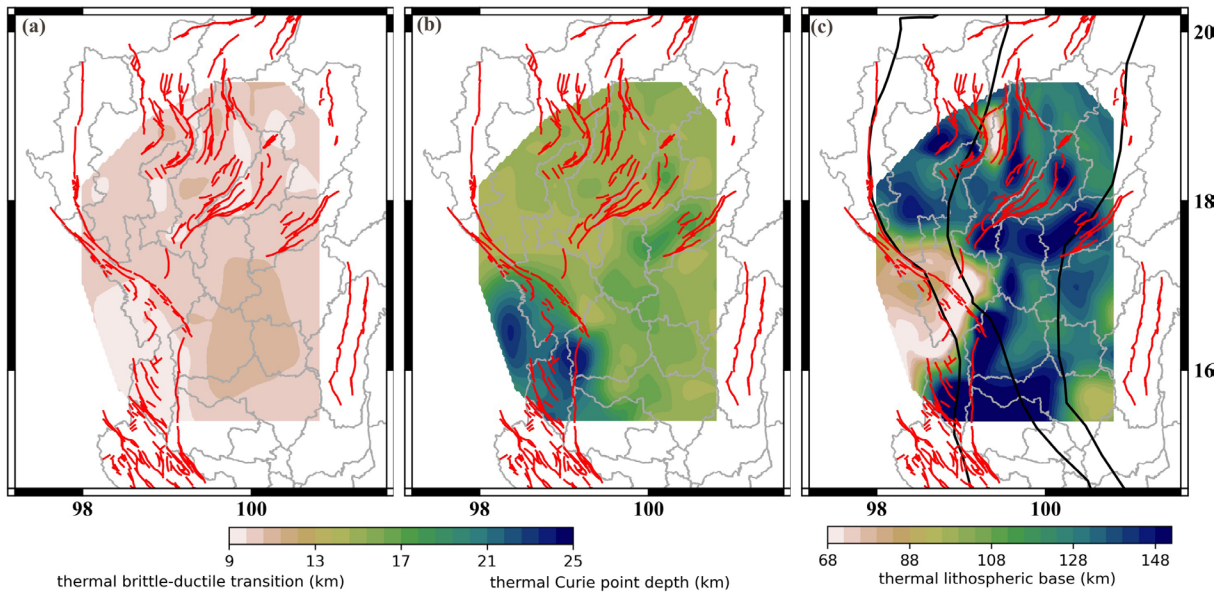 (a) (b) (c)
20
18
16
98 100 98 100 98 100
9 13 17 21 25
68 88 108 128 148
thermal brittle-ductile transition (km) thermal Curie point depth (km) thermal lithospheric base (km)